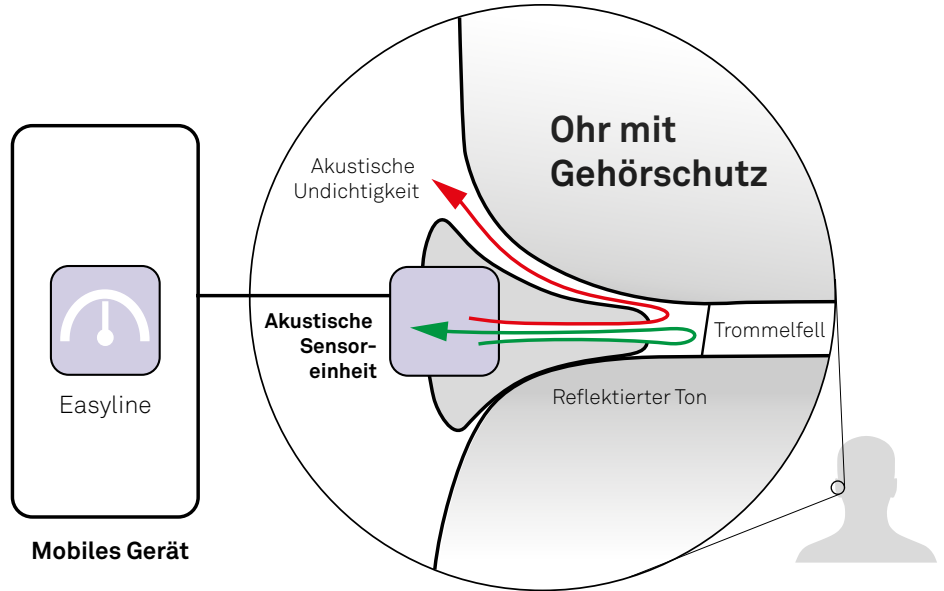 Ohr mit
Gehörschutz
Akustische
Undichtigkeit
Akustische
Sensor-
einheit
Trommelfell
Reflektierter Ton
Easyline
Mobiles Gerät